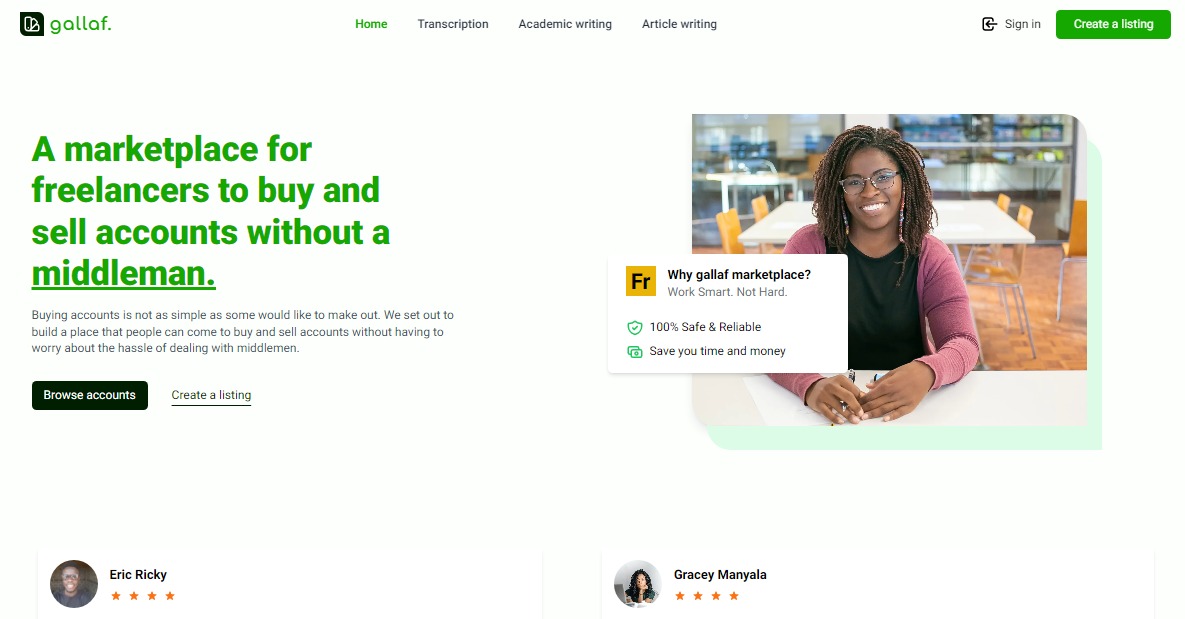 gallaf.
Home
Transcription
Academic writing
Article writing
Sign in
Create a listing
A marketplace for
freelancers to buy and
sell accounts without a
middleman.
Buying accounts is not as simple as some would like to make out. We set out to
build a place that people can come to buy and sell accounts without having to
worry about the hassle of dealing with middlemen.
Browse accounts
Create a listing
Fr
Why gallaf marketplace?
Work Smart. Not Hard.
100% Safe & Reliable
Save you time and money
Eric Ricky
Gracey Manyala